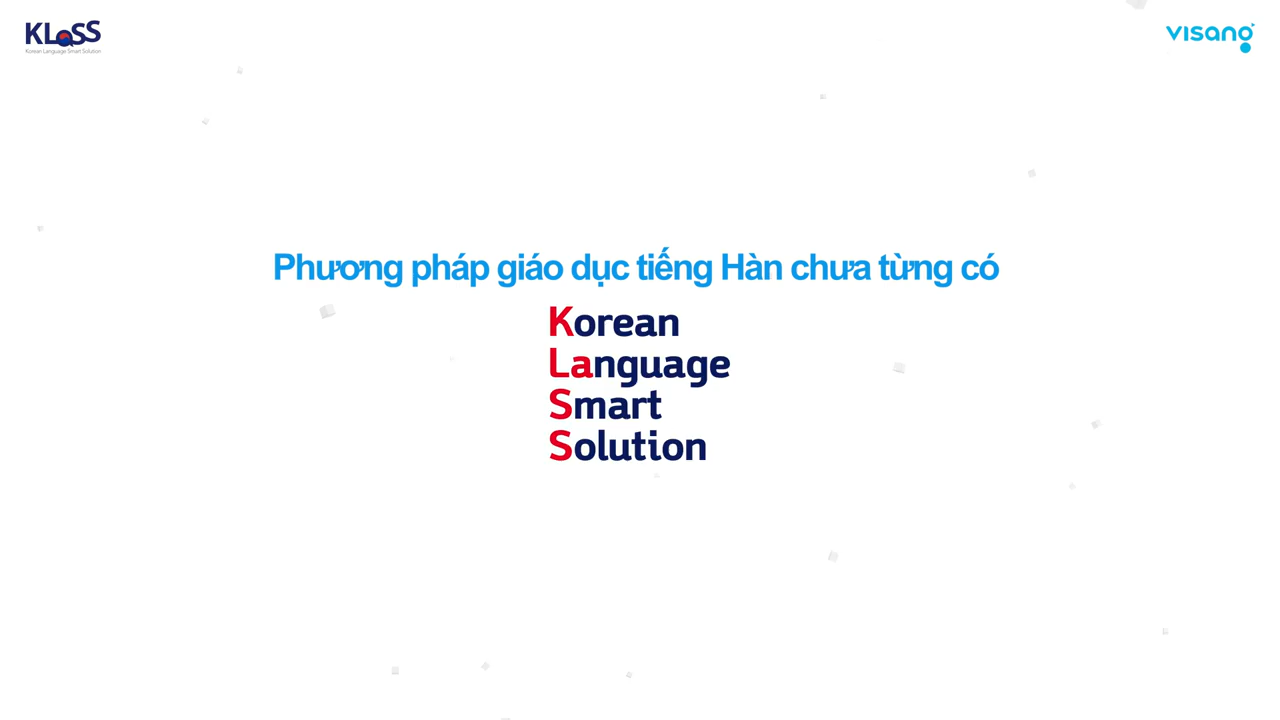 KLaSS
Korean Language Smart Solution
visang
Phương pháp giáo dục tiếng Hàn chưa từng có
Korean
Language
Smart
Solution